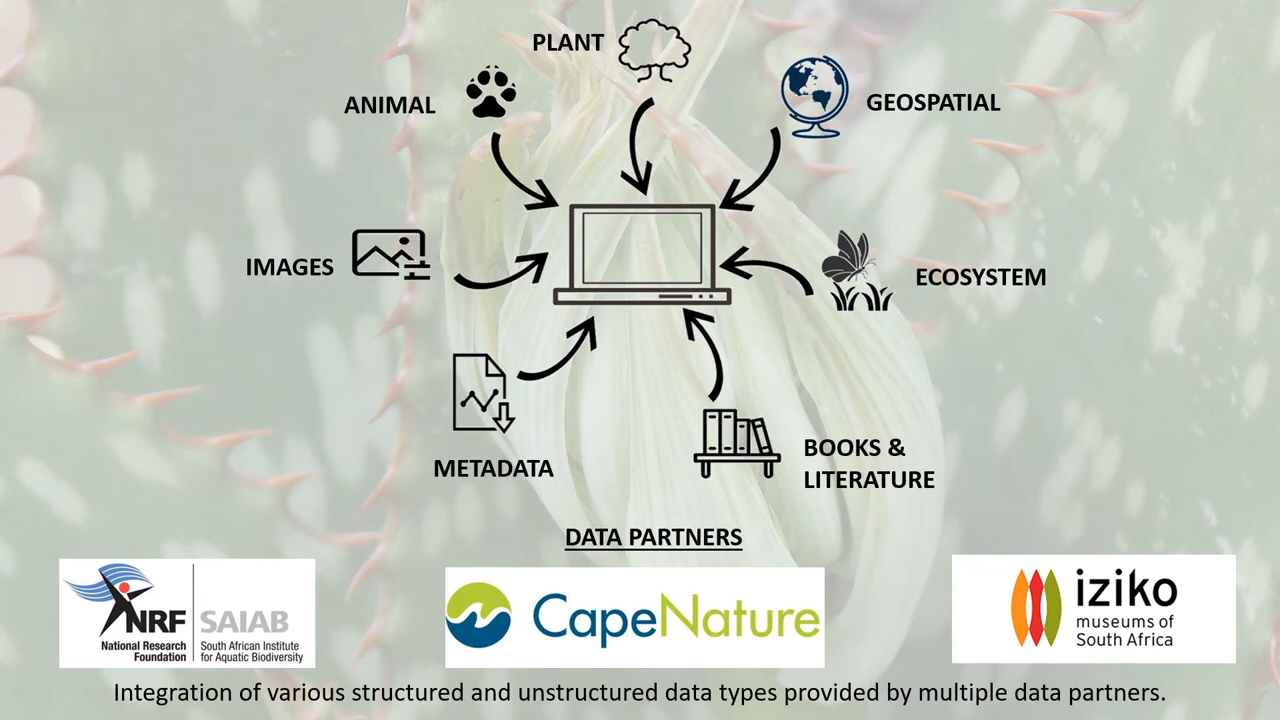 PLANT
ANIMAL
GEOSPATIAL
IMAGES
ECOSYSTEM
METADATA
BOOKS &
LITERATURE
DATA PARTNERS
NRF
National Research
Foundation
SAIAB
South African Institute
for Aquatic Biodiversity
CapeNature
iziko
museums of
South Africa
Integration of various structured and unstructured data types provided by multiple data partners.